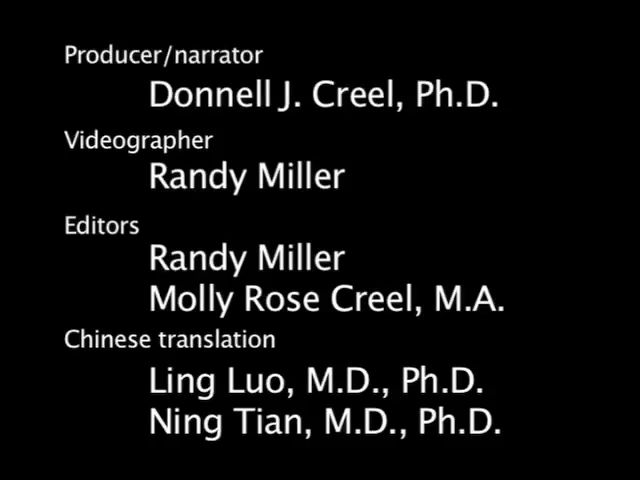 Producer/narrator
Donnell J. Creel, Ph.D.
Videographer
Randy Miller
Editors
Randy Miller
Molly Rose Creel, M.A.
Chinese translation
Ling Luo, M.D., Ph.D.
Ning Tian, M.D., Ph.D.